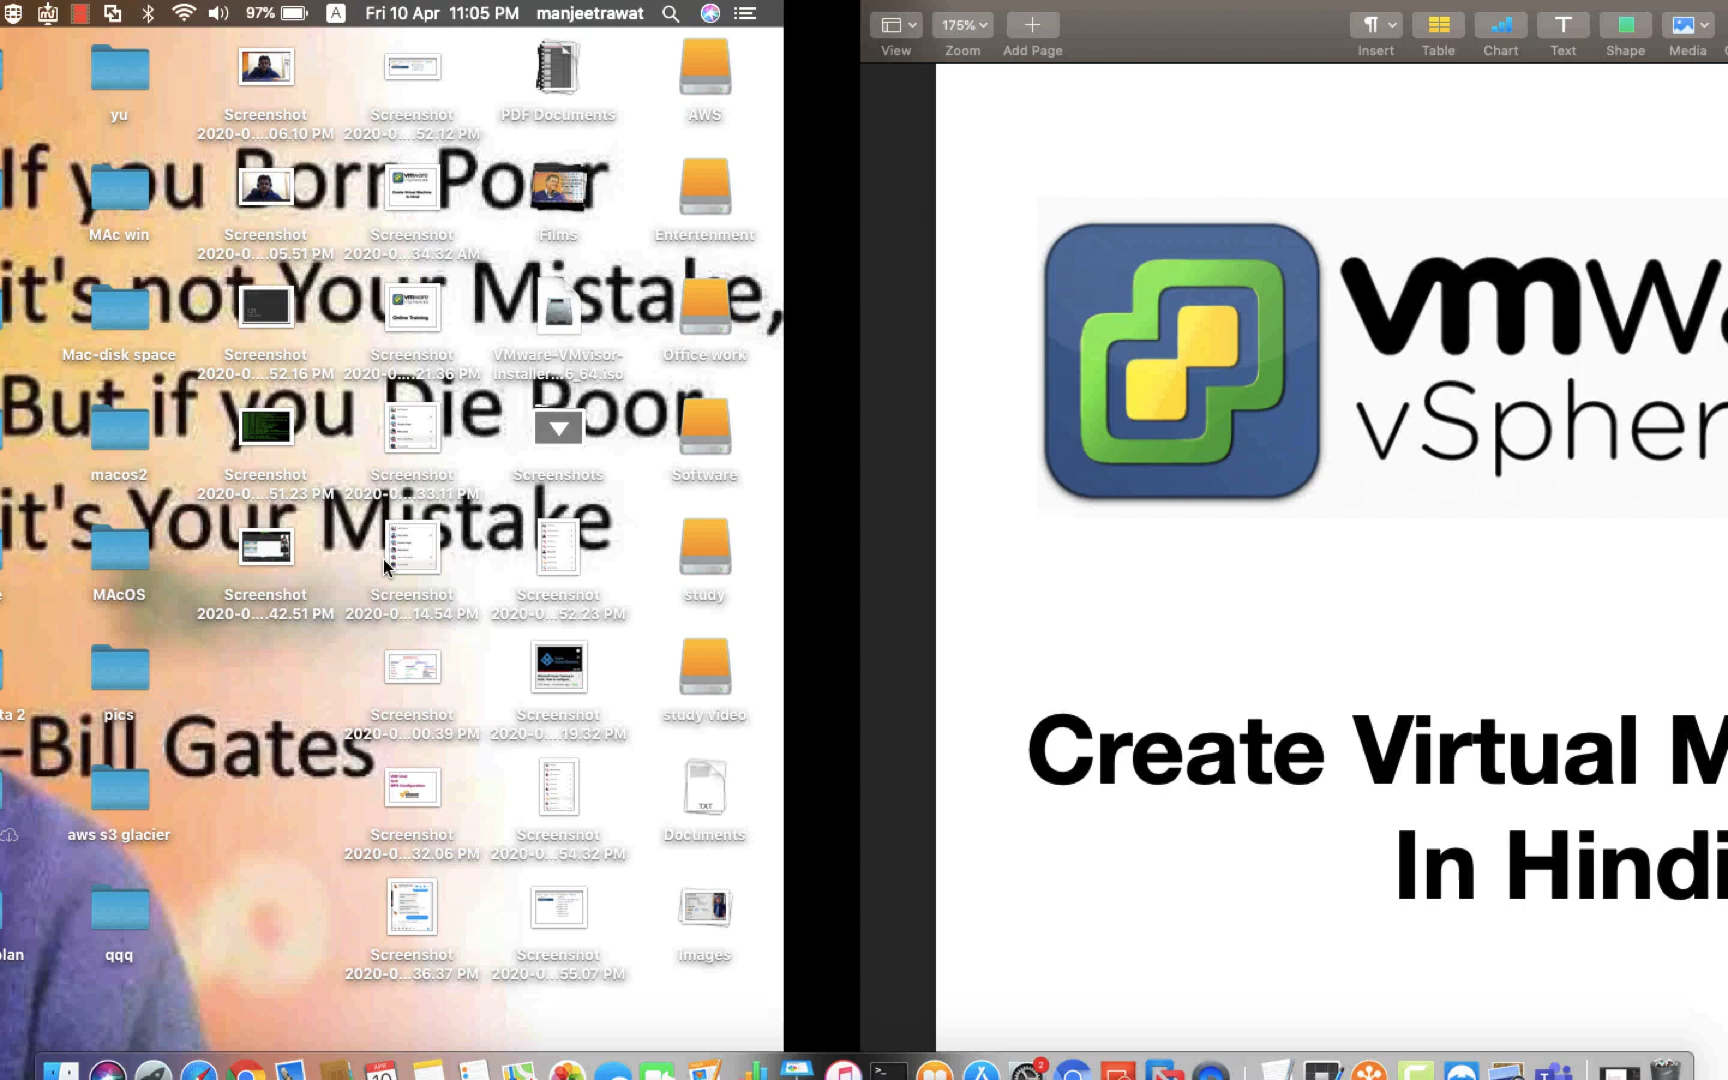 97% A Fri 10 Apr 11:05 PM manjeetrawat
175%
View Zoom Add Page Insert Table Chart Text Shape Media
yu
Screenshot
2020-0....06.10 PM
Screenshot
2020-0....52.12 PM
PDF Documents
AWS
MAc win
Screenshot
2020-0....05.51 PM
Screenshot
2020-0....34.32 AM
Films
Entertenment
Mac-disk space
Screenshot
2020-0....52.16 PM
Screenshot
2020-0....21.36 PM
VMware-VMvisor-
Installer...6_64.iso
Office work
macos2
Screenshot
2020-0....51.23 PM
Screenshot
2020-0....33.11 PM
Screenshots
Software
MAcOS
Screenshot
2020-0....42.51 PM
Screenshot
2020-0...14.54 PM
Screenshot
2020-0...52.23 PM
study
ta 2
pics
Screenshot
2020-0...00.39 PM
Screenshot
2020-0....19.32 PM
study video
aws s3 glacier
Screenshot
2020-0...32.06 PM
Screenshot
2020-0...54.32 PM
TXT
Documents
plan
qqq
Screenshot
2020-0...36.37 PM
Screenshot
2020-0...55.07 PM
Images
If you Born Poor
it's not Your Mistake,
But if you Die Poor
it's Your Mistake
-Bill Gates
vmwa
vSpher
Create Virtual M
In Hindi
APR
2